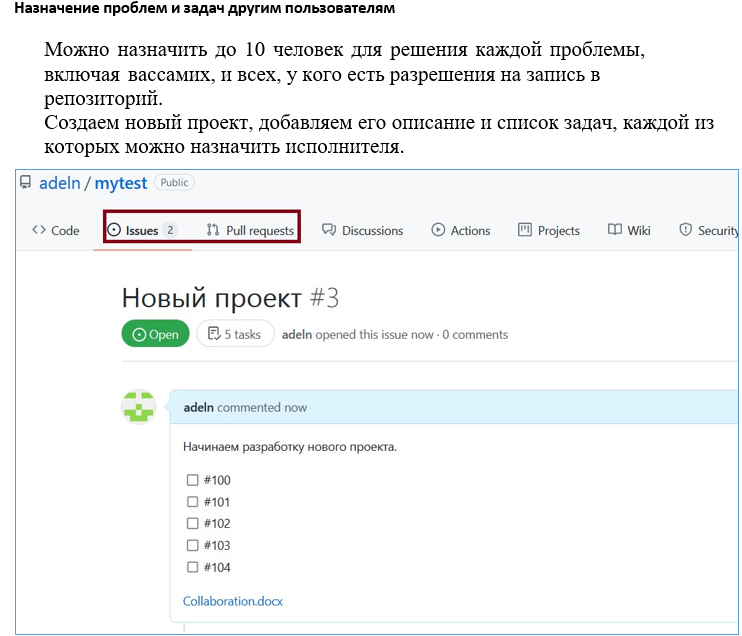 Назначение проблем и задач другим пользователям
Можно назначить до 10 человек для решения каждой проблемы,
включая вассамих, и всех, у кого есть разрешения на запись в
репозиторий.
Создаем новый проект, добавляем его описание и список задач, каждой из
которых можно назначить исполнителя.
adeln / mytest Public
<> Code Issues 2 Pull requests Discussions Actions Projects Wiki Security
Новый проект #3
Open 5 tasks adeln opened this issue now · 0 comments
adeln commented now
Начинаем разработку нового проекта.
#100
#101
#102
#103
#104
Collaboration.docx